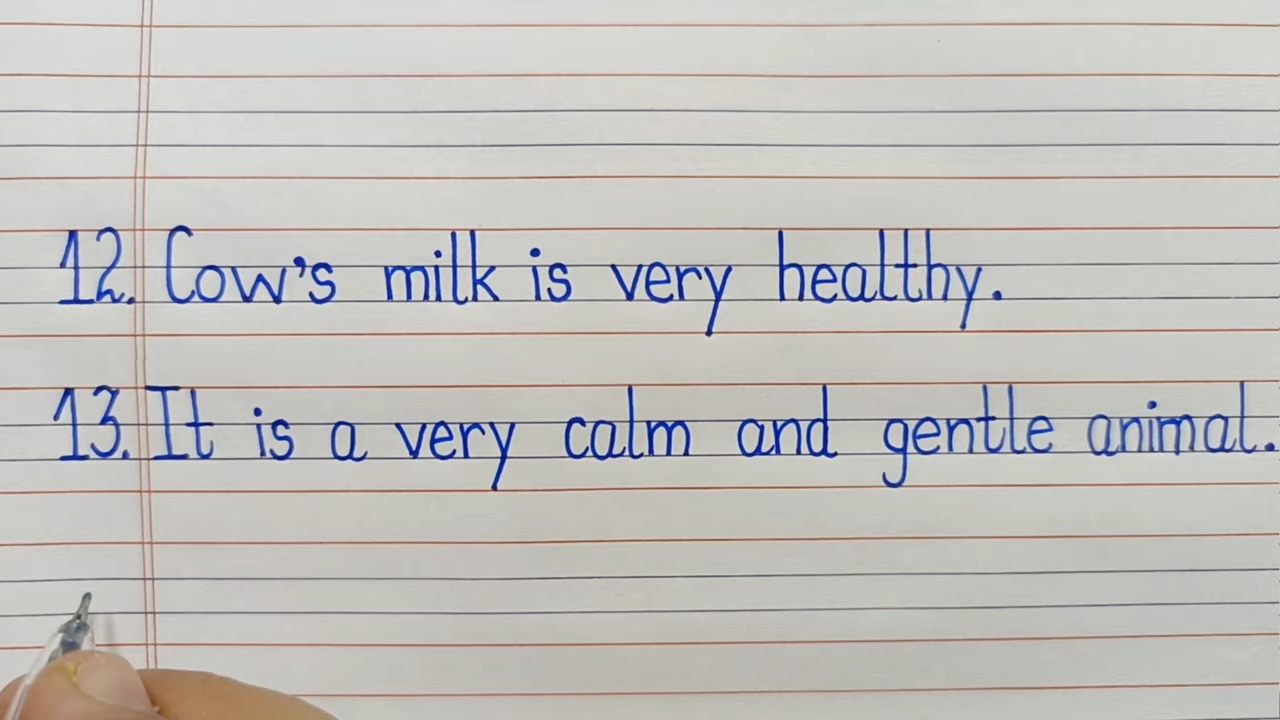 12. Cow's milk is very healthy.
13. It is a very calm and gentle animal.